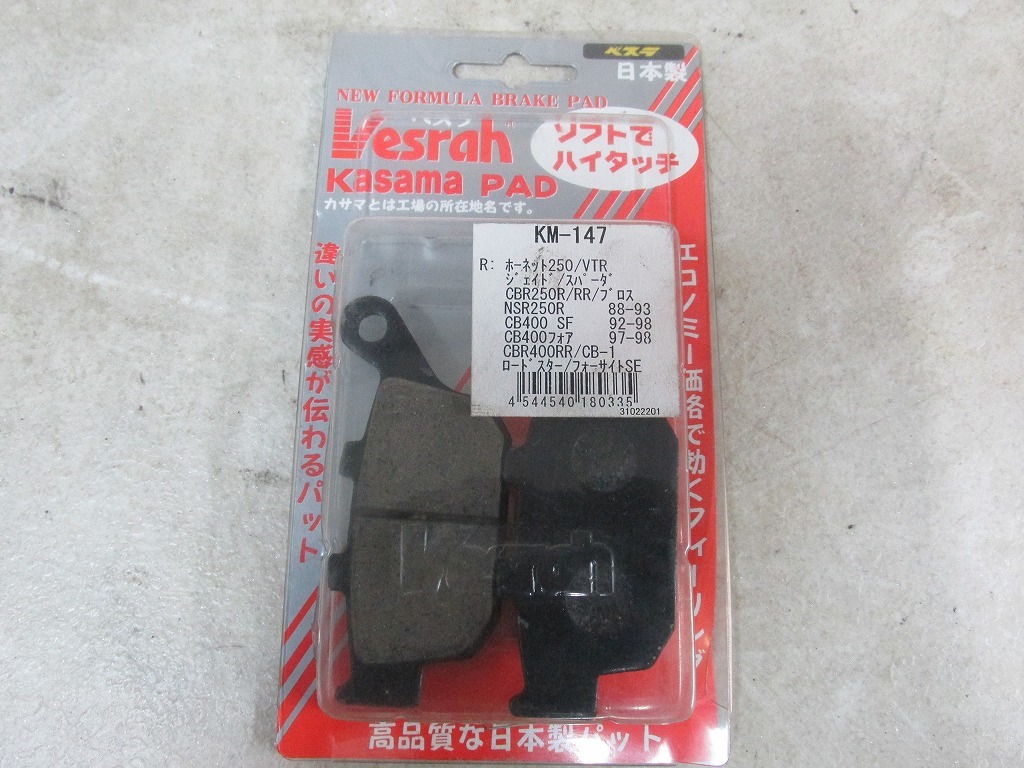 ベスラ
日本製
NEW FORMULA BRAKE PAD
ベスラ
Vesrah®
ソフトで
ハイタッチ
Kasama PAD
カサマとは工場の所在地名です。
KM-147
R: ホーネット250/VTR
ジェイド/スパーダ
CBR250R/RR/ブロス
NSR250R 88-93
CB400 SF 92-98
CB400フォア 97-98
CBR400RR/CB-1
ロードスター/フォーサイトSE
4 544540 180335
31022201
違いの実感が伝わるパット
エコノミー価格で効くフィーリング
高品質な日本製パット